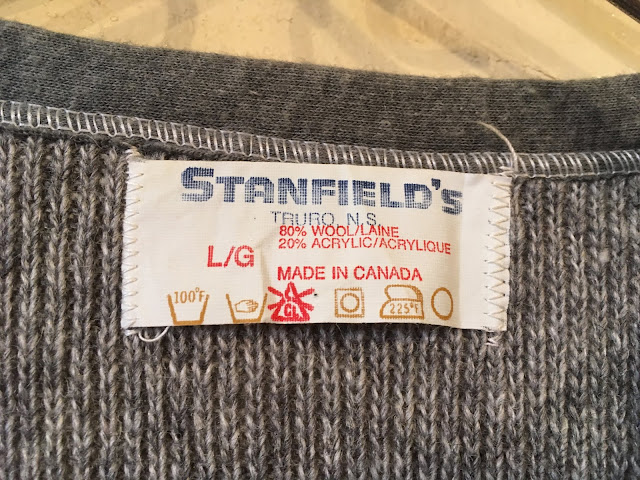 STANFIELD'S
TRURO, N.S.
80% WOOL/LAINE
20% ACRYLIC/ACRYLIQUE
L/G
MADE IN CANADA
100°F
CL
225°F